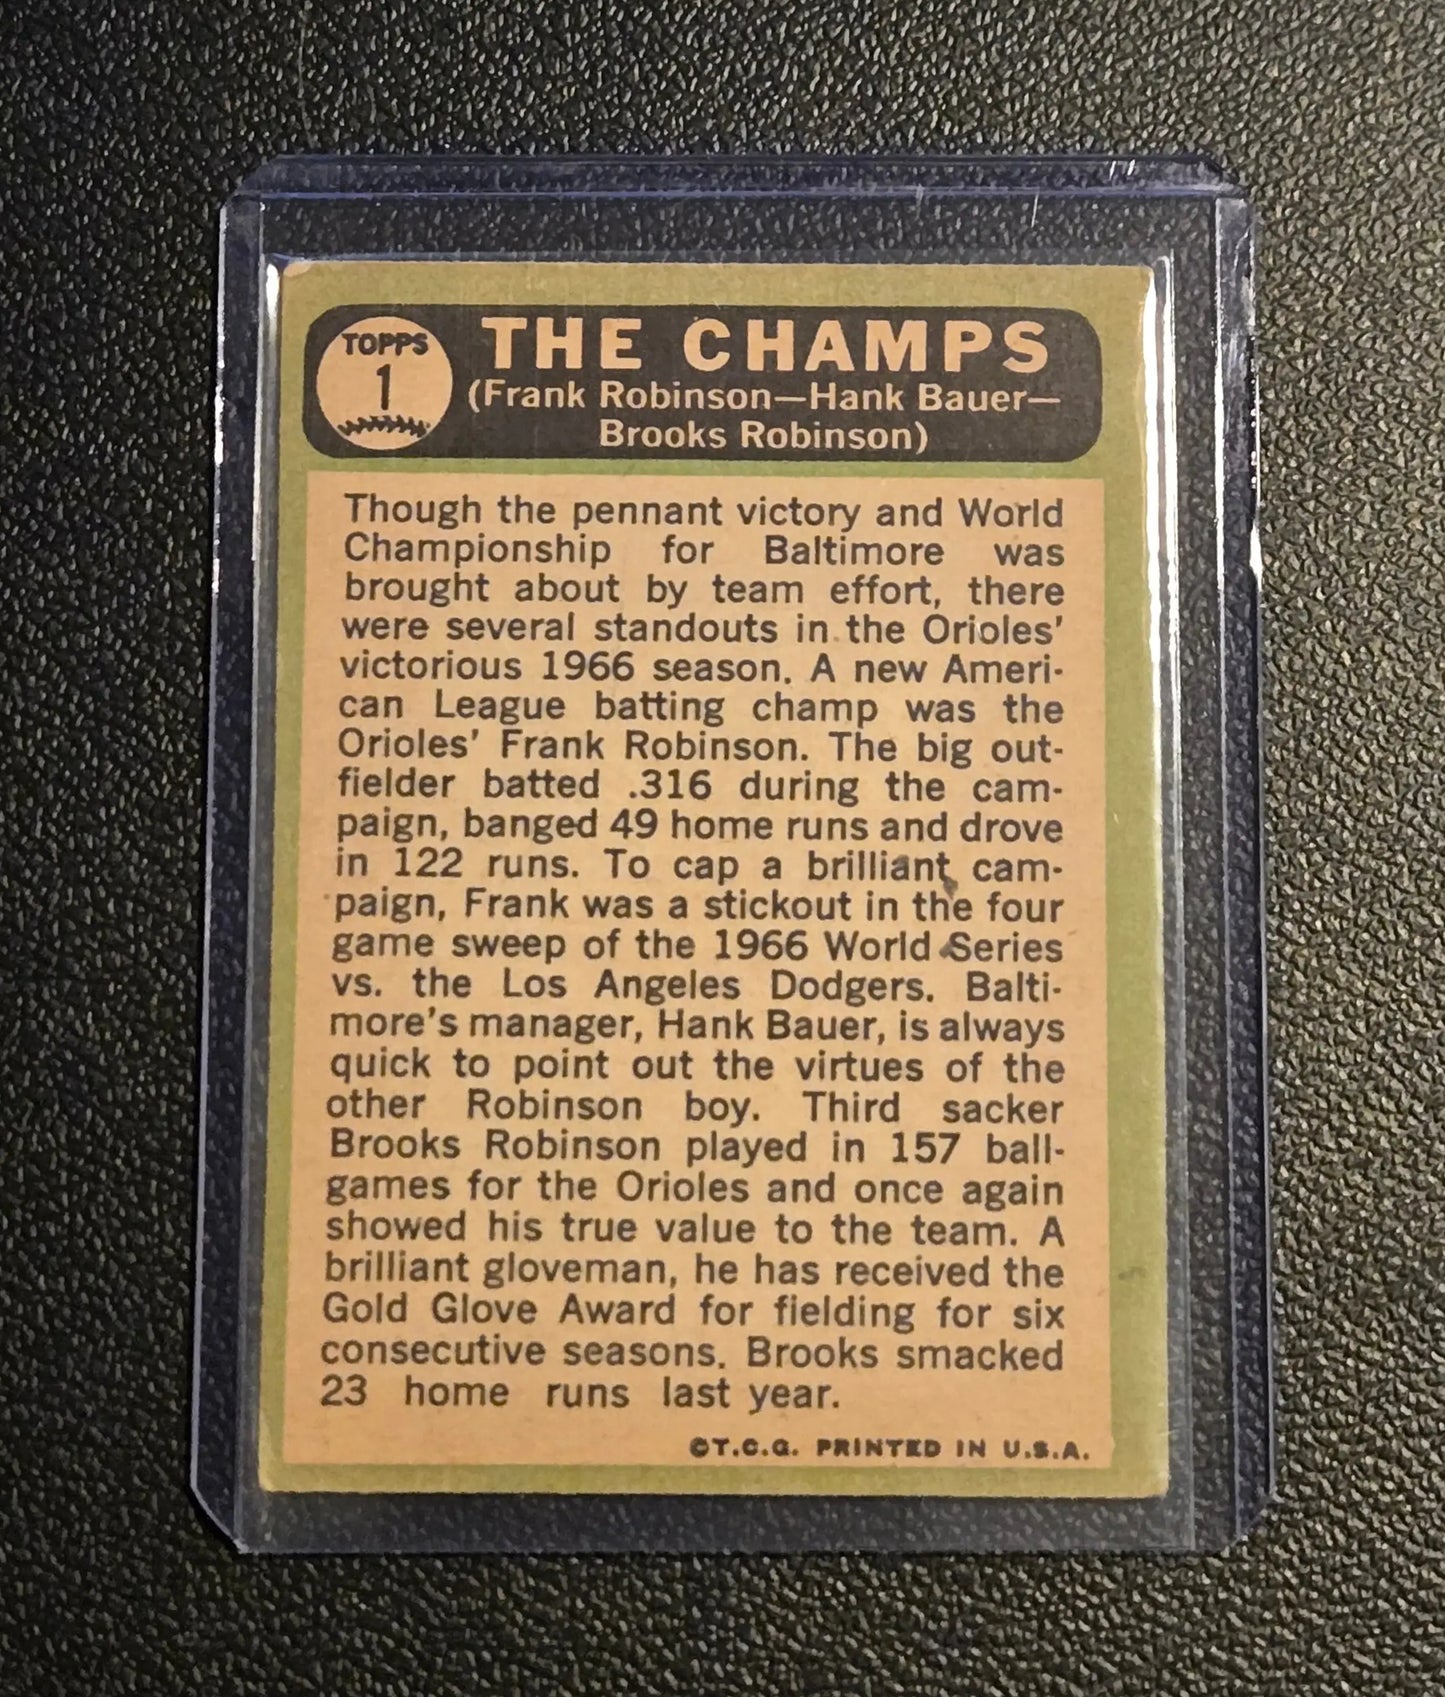 TOPPS
1
THE CHAMPS
(Frank Robinson—Hank Bauer—
Brooks Robinson)
Though the pennant victory and World
Championship for Baltimore was
brought about by team effort, there
were several standouts in the Orioles'
victorious 1966 season. A new Ameri-
can League batting champ was the
Orioles' Frank Robinson. The big out-
fielder batted .316 during the cam-
paign, banged 49 home runs and drove
in 122 runs. To cap a brilliant cam-
paign, Frank was a stickout in the four
game sweep of the 1966 World Series
vs. the Los Angeles Dodgers. Balti-
more's manager, Hank Bauer, is always
quick to point out the virtues of the
other Robinson boy. Third sacker
Brooks Robinson played in 157 ball-
games for the Orioles and once again
showed his true value to the team. A
brilliant gloveman, he has received the
Gold Glove Award for fielding for six
consecutive seasons. Brooks smacked
23 home runs last year.
©T.C.G. PRINTED IN U.S.A.